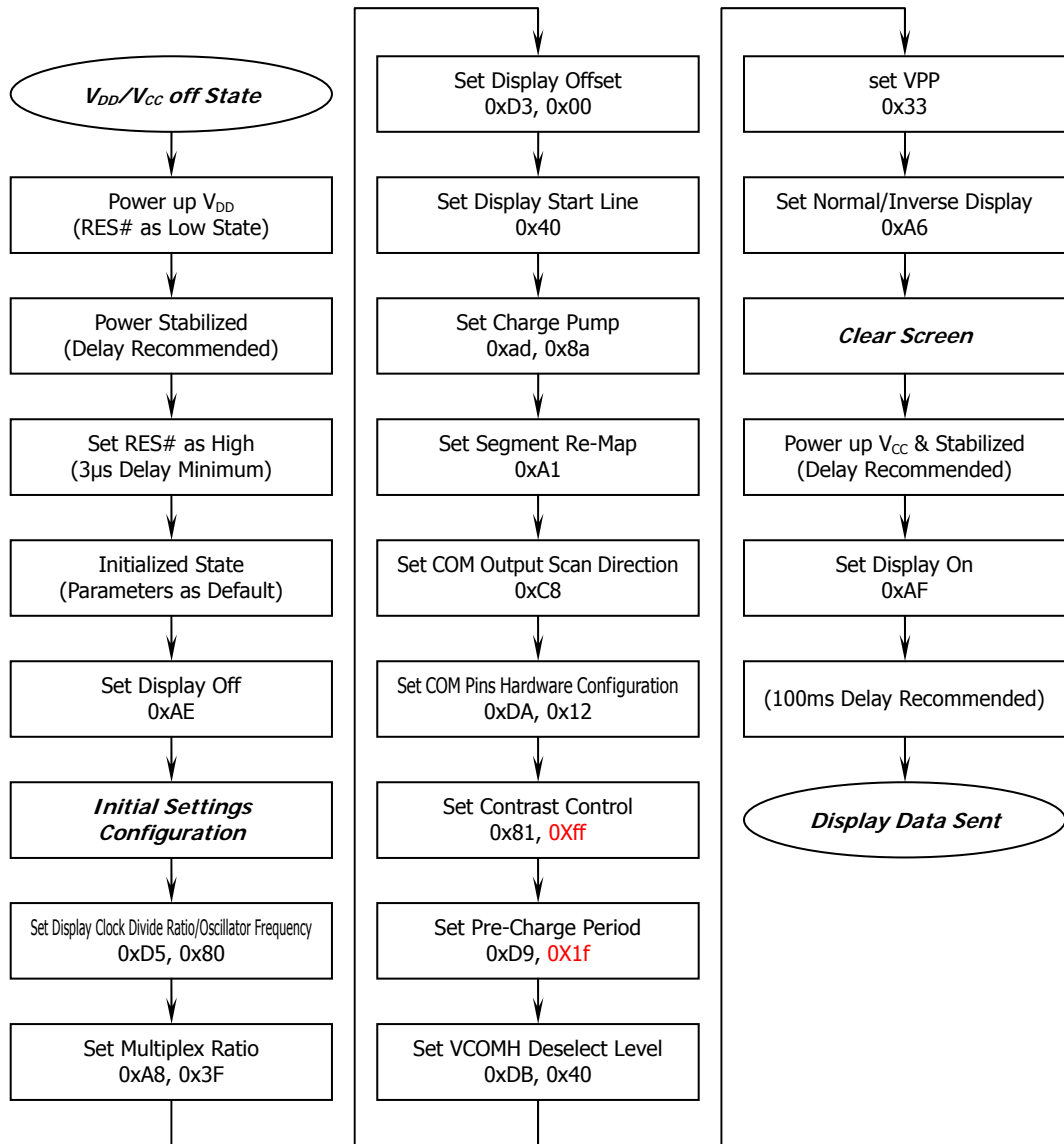 V_DD/V_CC off State
Power up V_DD
(RES# as Low State)
Power Stabilized
(Delay Recommended)
Set RES# as High
(3μs Delay Minimum)
Initialized State
(Parameters as Default)
Set Display Off
0xAE
Initial Settings
Configuration
Set Display Clock Divide Ratio/Oscillator Frequency
0xD5, 0x80
Set Multiplex Ratio
0xA8, 0x3F
Set Display Offset
0xD3, 0x00
Set Display Start Line
0x40
Set Charge Pump
0xad, 0x8a
Set Segment Re-Map
0xA1
Set COM Output Scan Direction
0xC8
Set COM Pins Hardware Configuration
0xDA, 0x12
Set Contrast Control
0x81, 0Xff
Set Pre-Charge Period
0xD9, 0X1f
Set VCOMH Deselect Level
0xDB, 0x40
set VPP
0x33
Set Normal/Inverse Display
0xA6
Clear Screen
Power up V_CC & Stabilized
(Delay Recommended)
Set Display On
0xAF
(100ms Delay Recommended)
Display Data Sent